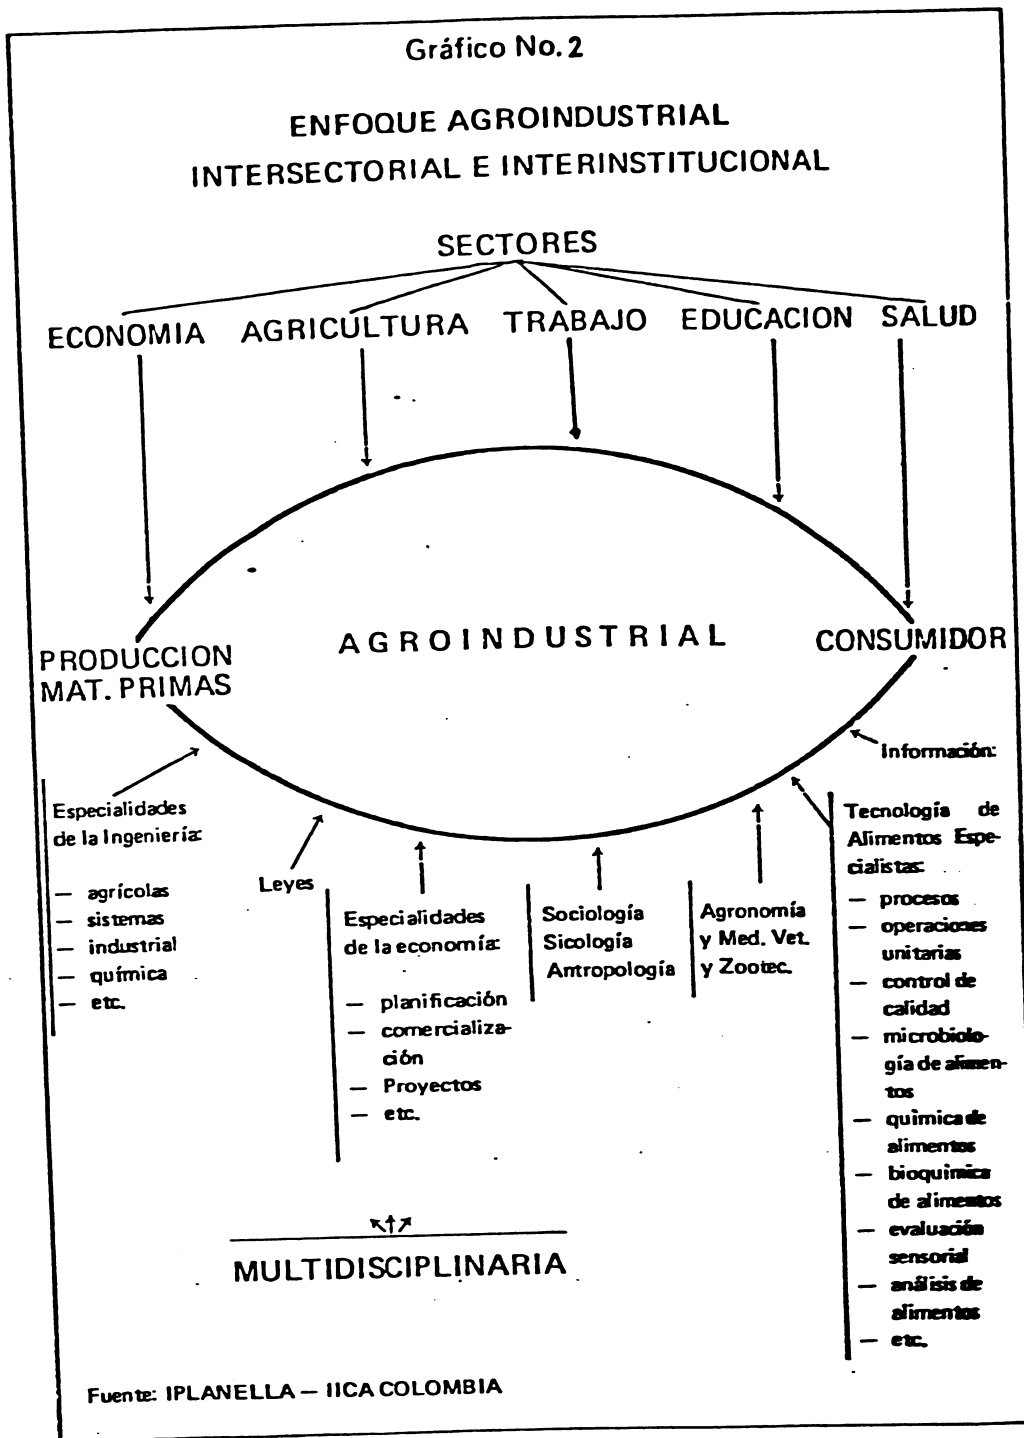 Gráfico No. 2
ENFOQUE AGROINDUSTRIAL
INTERSECTORIAL E INTERINSTITUCIONAL
SECTORES
ECONOMIA AGRICULTURA TRABAJO EDUCACION SALUD
PRODUCCION
MAT. PRIMAS
AGROINDUSTRIAL
CONSUMIDOR
Especialidades
de la Ingeniería:
— agrícolas
— sistemas
— industrial
— química
— etc.
Leyes
Especialidades
de la economía:
— planificación
— comercializa-
ción
— Proyectos
— etc.
Sociología
Sicología
Antropología
Agronomía
y Med. Vet.
y Zootec.
Información:
Tecnología de
Alimentos Espe-
cialistas:
— procesos
— operaciones
unitarias
— control de
calidad
— microbiolo-
gía de alimen-
tos
— química de
alimentos
— bioquímica
de alimentos
— evaluación
sensorial
— análisis de
alimentos
— etc.
MULTIDISCIPLINARIA
Fuente: IPLANELLA — IICA COLOMBIA